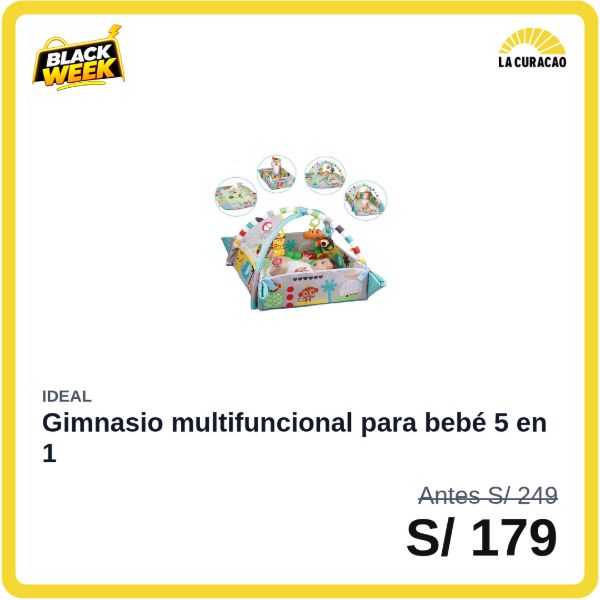 BLACK
WEEK
LA CURACAO
IDEAL
Gimnasio multifuncional para bebé 5 en
1
Antes S/ 249
S/ 179